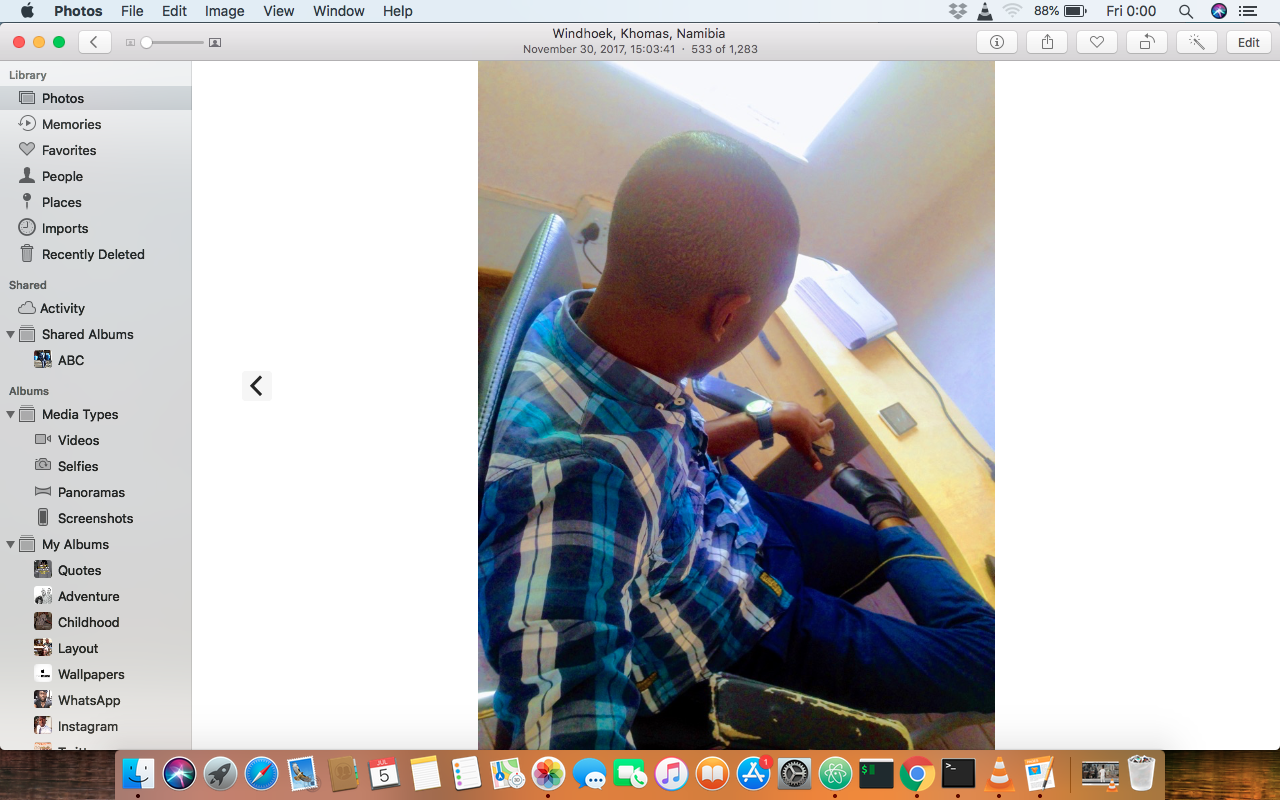 Photos File Edit Image View Window Help 88% Fri 0:00
Windhoek, Khomas, Namibia
November 30, 2017, 15:03:41 · 533 of 1,283
Edit
Library
Photos
Memories
Favorites
People
Places
Imports
Recently Deleted
Shared
Activity
Shared Albums
ABC
Albums
Media Types
Videos
Selfies
Panoramas
Screenshots
My Albums
Quotes
Adventure
Childhood
Layout
Wallpapers
WhatsApp
Instagram
JUL
5
1